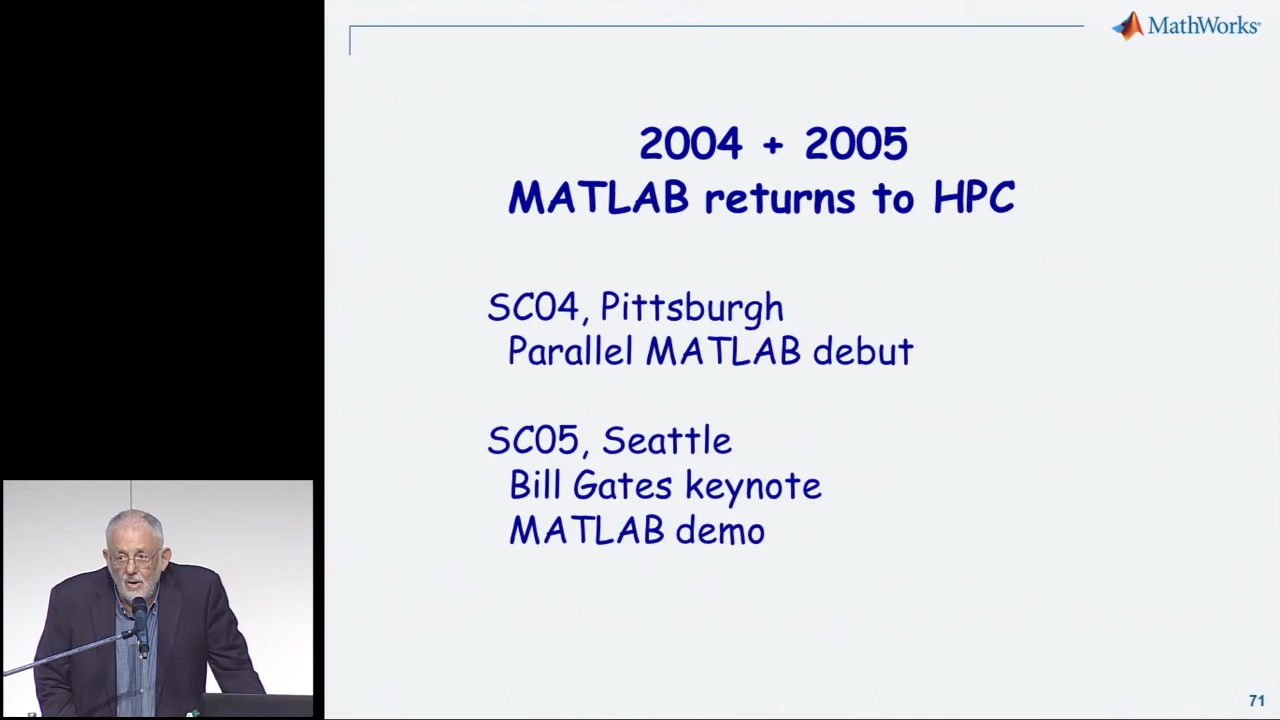 MathWorks®
2004 + 2005
MATLAB returns to HPC
SC04, Pittsburgh
Parallel MATLAB debut
SC05, Seattle
Bill Gates keynote
MATLAB demo
71